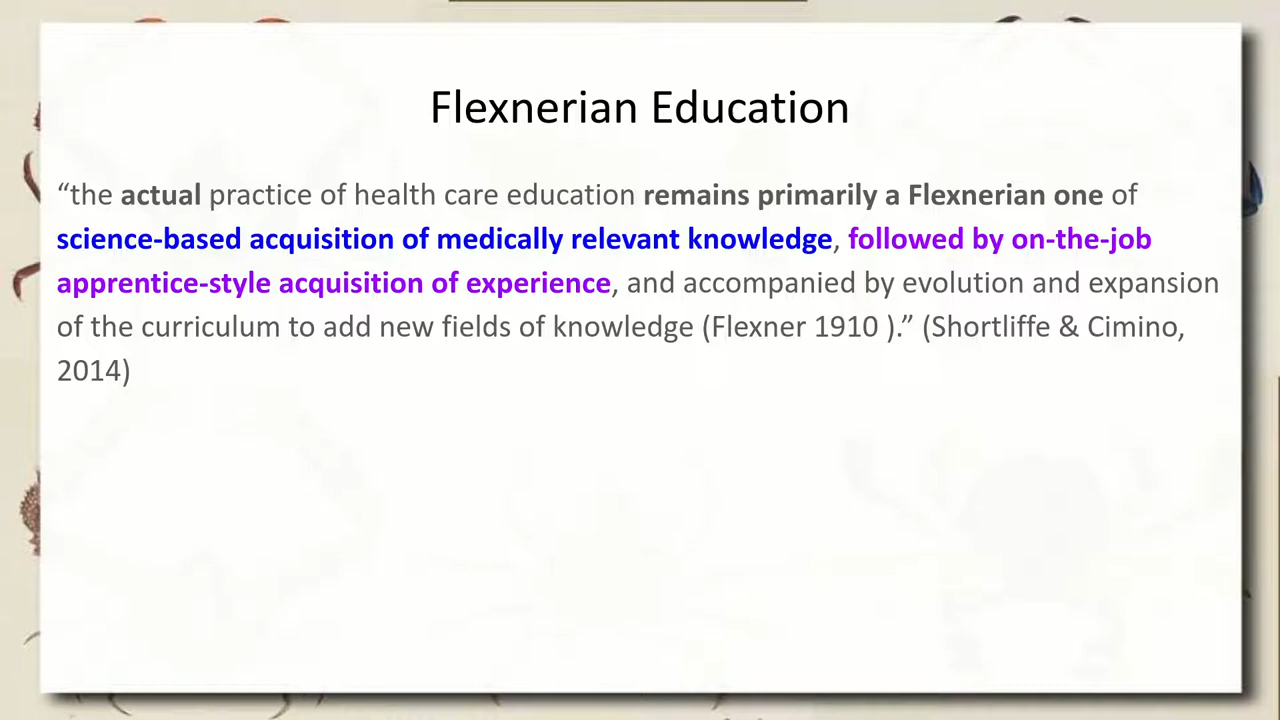 Flexnerian Education
“the actual practice of health care education remains primarily a Flexnerian one of
science-based acquisition of medically relevant knowledge, followed by on-the-job
apprentice-style acquisition of experience, and accompanied by evolution and expansion
of the curriculum to add new fields of knowledge (Flexner 1910 ).” (Shortliffe & Cimino,
2014)